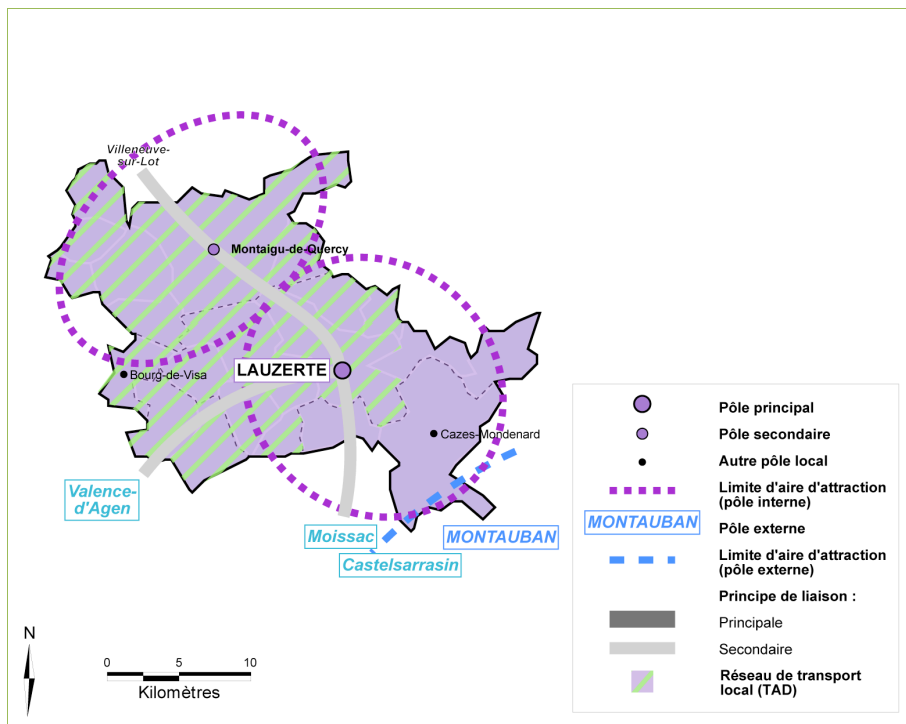 Villeneuve-
sur-Lot
Montaigu-de-Quercy
LAUZERTE
Bourg-de-Visa
Cazes-Mondenard
Valence-
d'Agen
Moissac
MONTAUBAN
Castelsarrasin
N
0 5 10
Kilomètres
Pôle principal
Pôle secondaire
Autre pôle local
Limite d'aire d'attraction
(pôle interne)
MONTAUBAN Pôle externe
Limite d'aire d'attraction
(pôle externe)
Principe de liaison :
Principale
Secondaire
Réseau de transport
local (TAD)